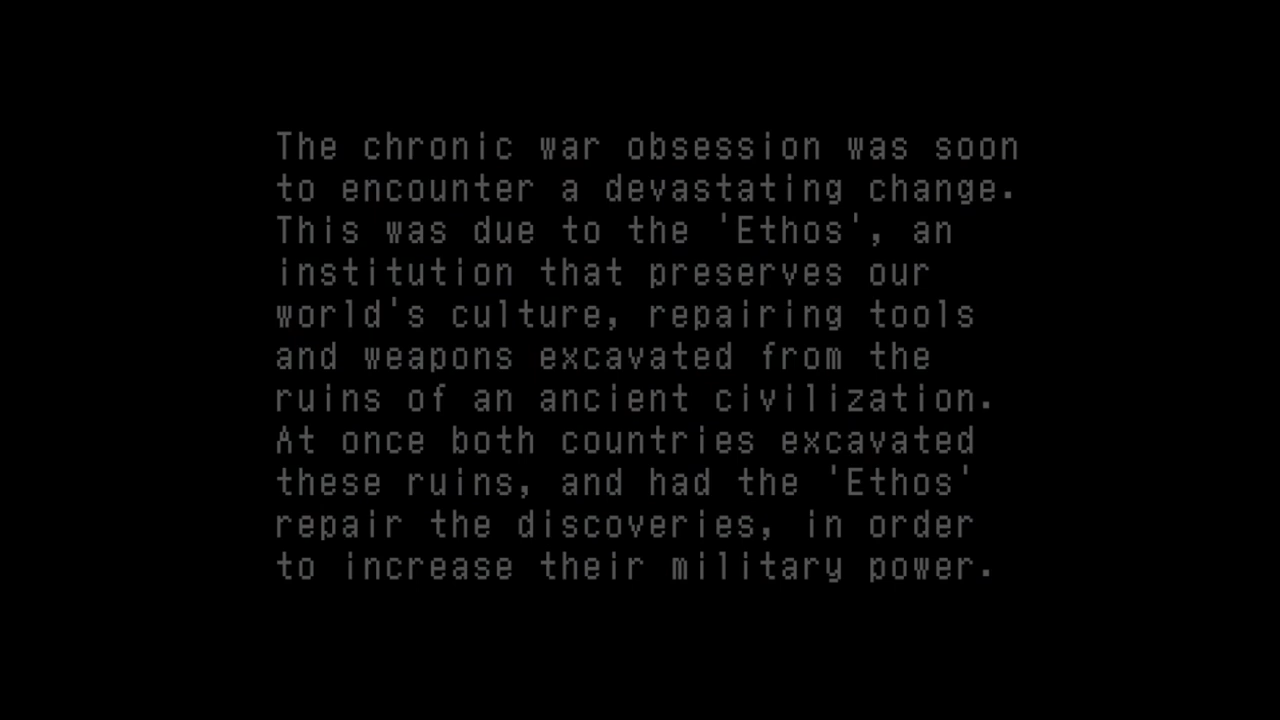 The chronic war obsession was soon
to encounter a devastating change.
This was due to the 'Ethos', an
institution that preserves our
world's culture, repairing tools
and weapons excavated from the
ruins of an ancient civilization.
At once both countries excavated
these ruins, and had the 'Ethos'
repair the discoveries, in order
to increase their military power.